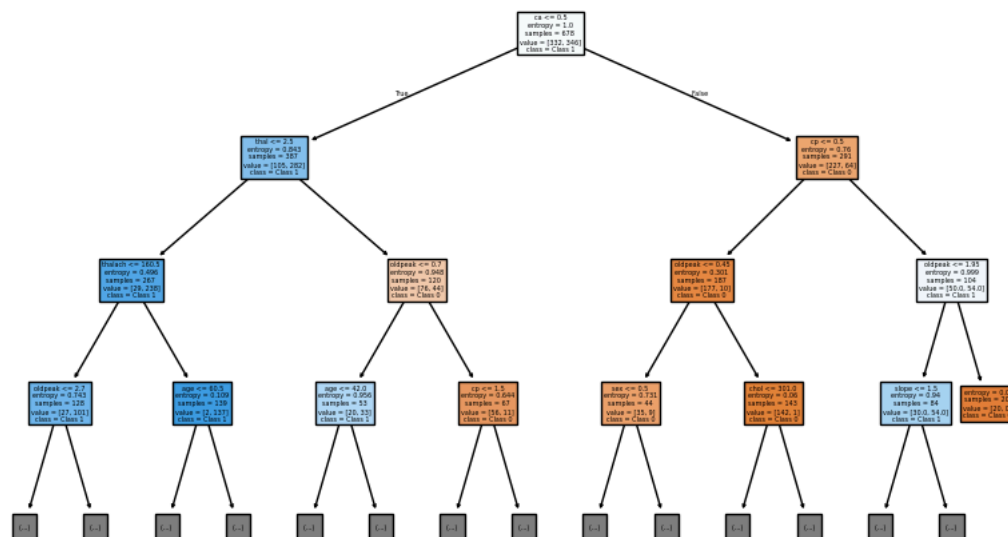 ca <= 0.5
entropy = 1.0
samples = 678
value = [332, 346]
class = Class 1
True
False
thal <= 2.5
entropy = 0.843
samples = 387
value = [105, 282]
class = Class 1
cp <= 0.5
entropy = 0.76
samples = 291
value = [227, 64]
class = Class 0
thalach <= 160.5
entropy = 0.496
samples = 267
value = [29, 238]
class = Class 1
oldpeak <= 0.7
entropy = 0.948
samples = 120
value = [76, 44]
class = Class 0
oldpeak <= 0.45
entropy = 0.301
samples = 187
value = [177, 10]
class = Class 0
oldpeak <= 1.95
entropy = 0.999
samples = 104
value = [50.0, 54.0]
class = Class 1
oldpeak <= 2.7
entropy = 0.743
samples = 128
value = [27, 101]
class = Class 1
age <= 60.5
entropy = 0.109
samples = 139
value = [2, 137]
class = Class 1
age <= 42.0
entropy = 0.956
samples = 53
value = [20, 33]
class = Class 1
cp <= 1.5
entropy = 0.644
samples = 67
value = [56, 11]
class = Class 0
sex <= 0.5
entropy = 0.731
samples = 44
value = [35, 9]
class = Class 0
chol <= 301.0
entropy = 0.06
samples = 143
value = [142, 1]
class = Class 0
slope <= 1.5
entropy = 0.94
samples = 84
value = [30.0, 54.0]
class = Class 1
entropy = 0.0
samples = 20
value = [20,
class = Class
(...)
(...)
(...)
(...)
(...)
(...)
(...)
(...)
(...)
(...)
(...)
(...)
(...)
(...)